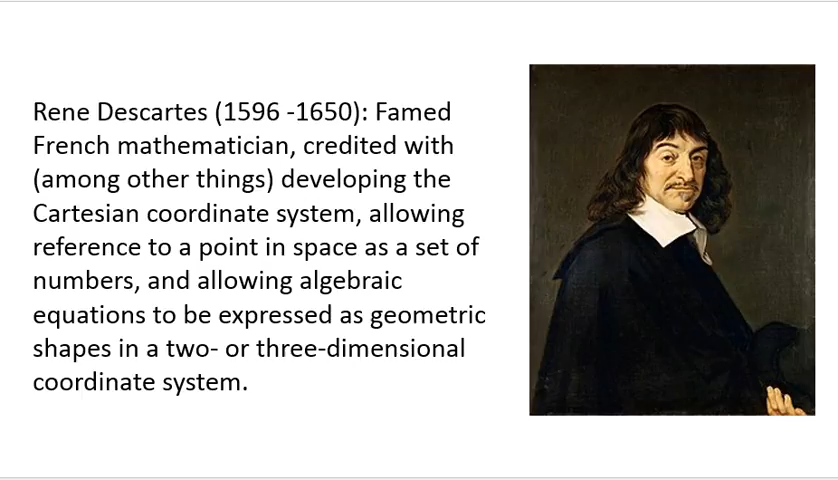 Rene Descartes (1596 -1650): Famed
French mathematician, credited with
(among other things) developing the
Cartesian coordinate system, allowing
reference to a point in space as a set of
numbers, and allowing algebraic
equations to be expressed as geometric
shapes in a two- or three-dimensional
coordinate system.